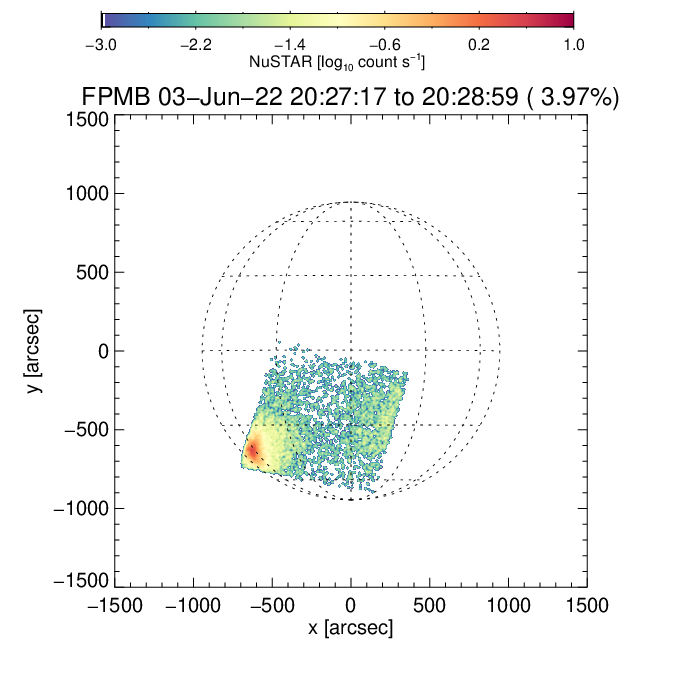 −3.0 −2.2 −1.4 −0.6 0.2 1.0
NuSTAR [log₁₀ count s⁻¹]
FPMB 03−Jun−22 20:27:17 to 20:28:59 ( 3.97%)
1500
1000
500
0
−500
−1000
−1500
y [arcsec]
−1500 −1000 −500 0 500 1000 1500
x [arcsec]